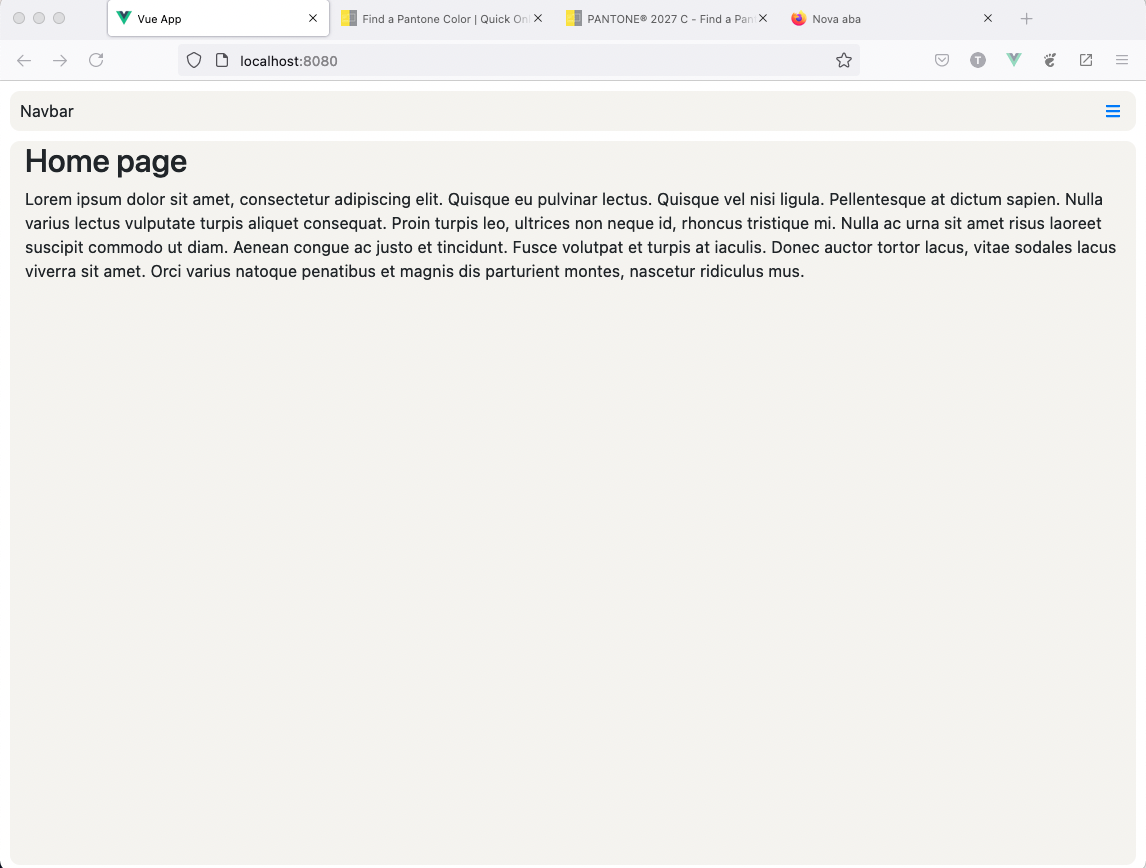 Vue App
Find a Pantone Color | Quick Onl
PANTONE® 2027 C - Find a Pan
Nova aba
localhost:8080
T
Navbar
Home page
Lorem ipsum dolor sit amet, consectetur adipiscing elit. Quisque eu pulvinar lectus. Quisque vel nisi ligula. Pellentesque at dictum sapien. Nulla
varius lectus vulputate turpis aliquet consequat. Proin turpis leo, ultrices non neque id, rhoncus tristique mi. Nulla ac urna sit amet risus laoreet
suscipit commodo ut diam. Aenean congue ac justo et tincidunt. Fusce volutpat et turpis at iaculis. Donec auctor tortor lacus, vitae sodales lacus
viverra sit amet. Orci varius natoque penatibus et magnis dis parturient montes, nascetur ridiculus mus.